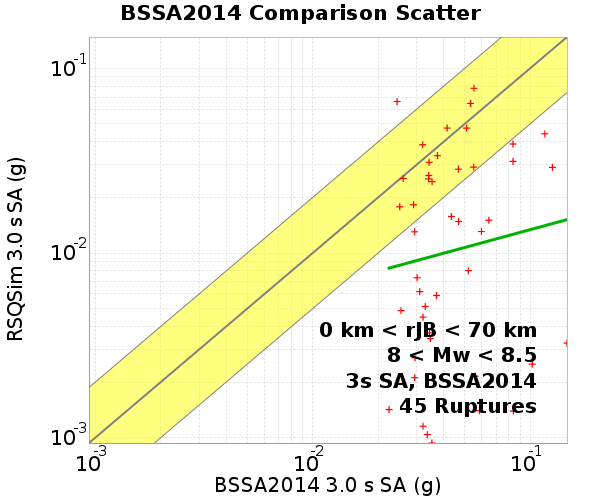 BSSA2014 Comparison Scatter
RSQSim 3.0 s SA (g)
10-1
10-2
10-3
0 km < rJB < 70 km
8 < Mw < 8.5
3s SA, BSSA2014
45 Ruptures
10-3 10-2 10-1
BSSA2014 3.0 s SA (g)